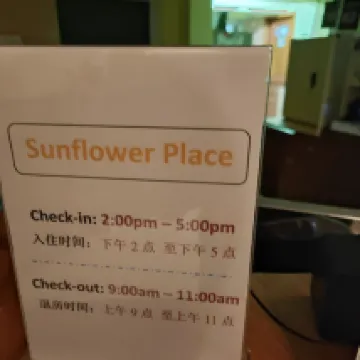 Sunflower Place
Check-in: 2:00pm – 5:00pm
入住时间：下午 2 点 至下午 5 点
Check-out: 9:00am – 11:00am
退房时间：上午 9 点 至上午 11 点